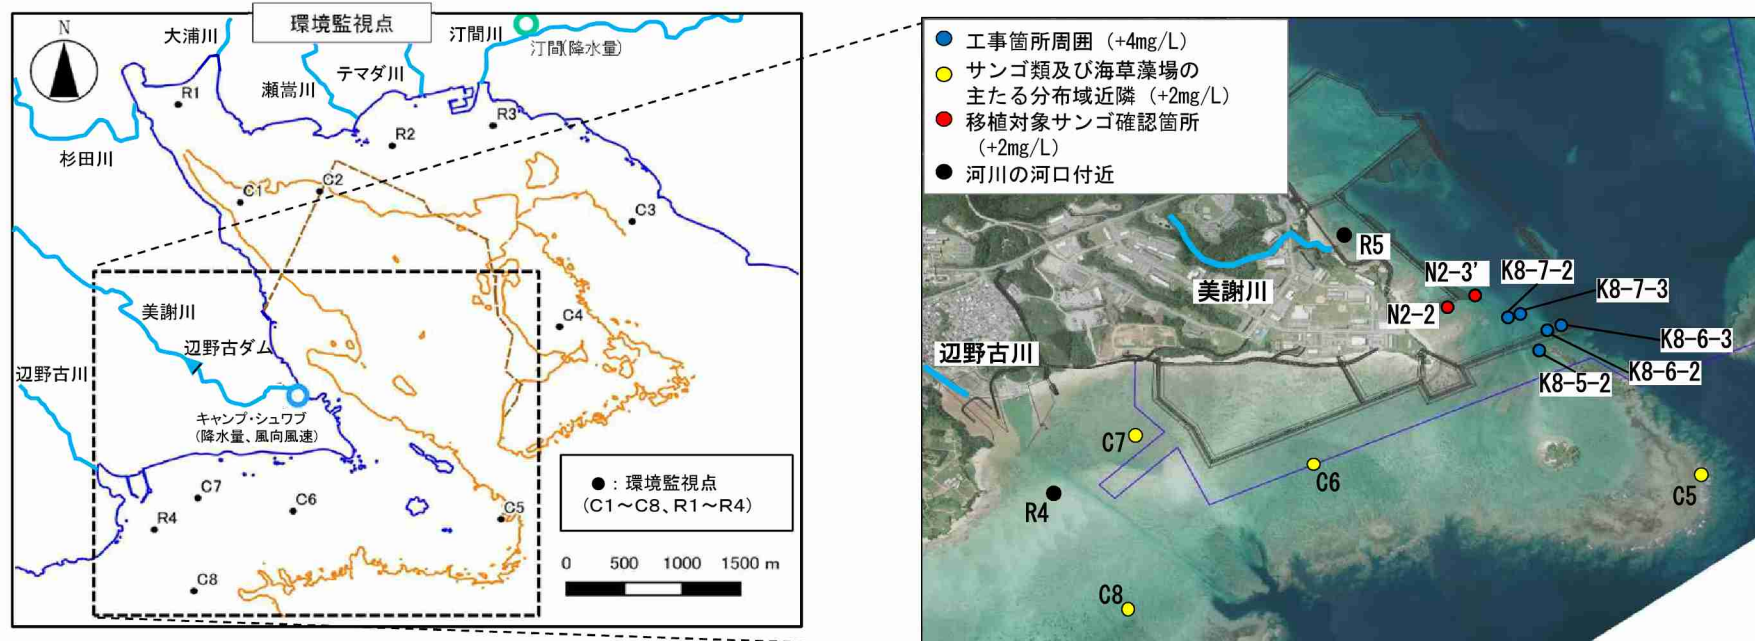 環境監視点
N
大浦川
汀間川
汀間(降水量)
テマダ川
瀬嵩川
R1
R2
R3
杉田川
C1
C2
C3
美謝川
C4
辺野古ダム
辺野古川
キャンプ・シュワブ
(降水量、風向風速)
C7
C6
C5
R4
C8
●：環境監視点
(C1～C8、R1～R4)
0 500 1000 1500 m
工事箇所周囲 (+4mg/L)
サンゴ類及び海草藻場の
主たる分布域近隣 (+2mg/L)
移植対象サンゴ確認箇所
(+2mg/L)
河川の河口付近
R5
美謝川
N2-3'
K8-7-2
K8-7-3
N2-2
K8-6-3
辺野古川
K8-6-2
K8-5-2
C7
C6
C5
R4
C8